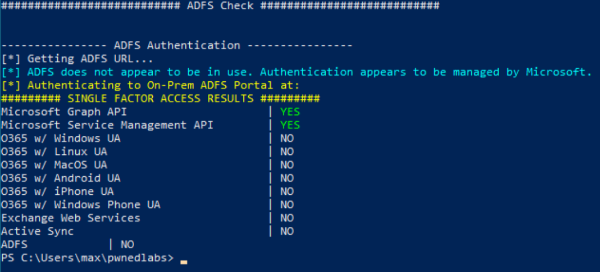 ########################### ADFS Check ###########################
---------------- ADFS Authentication ----------------
[*] Getting ADFS URL...
[*] ADFS does not appear to be in use. Authentication appears to be managed by Microsoft.
[*] Authenticating to On-Prem ADFS Portal at:
######### SINGLE FACTOR ACCESS RESULTS #########
Microsoft Graph API | YES
Microsoft Service Management API | YES
O365 w/ Windows UA | NO
O365 w/ Linux UA | NO
O365 w/ MacOS UA | NO
O365 w/ Android UA | NO
O365 w/ iPhone UA | NO
O365 w/ Windows Phone UA | NO
Exchange Web Services | NO
Active Sync | NO
ADFS | NO
PS C:\Users\max\pwnedlabs> _